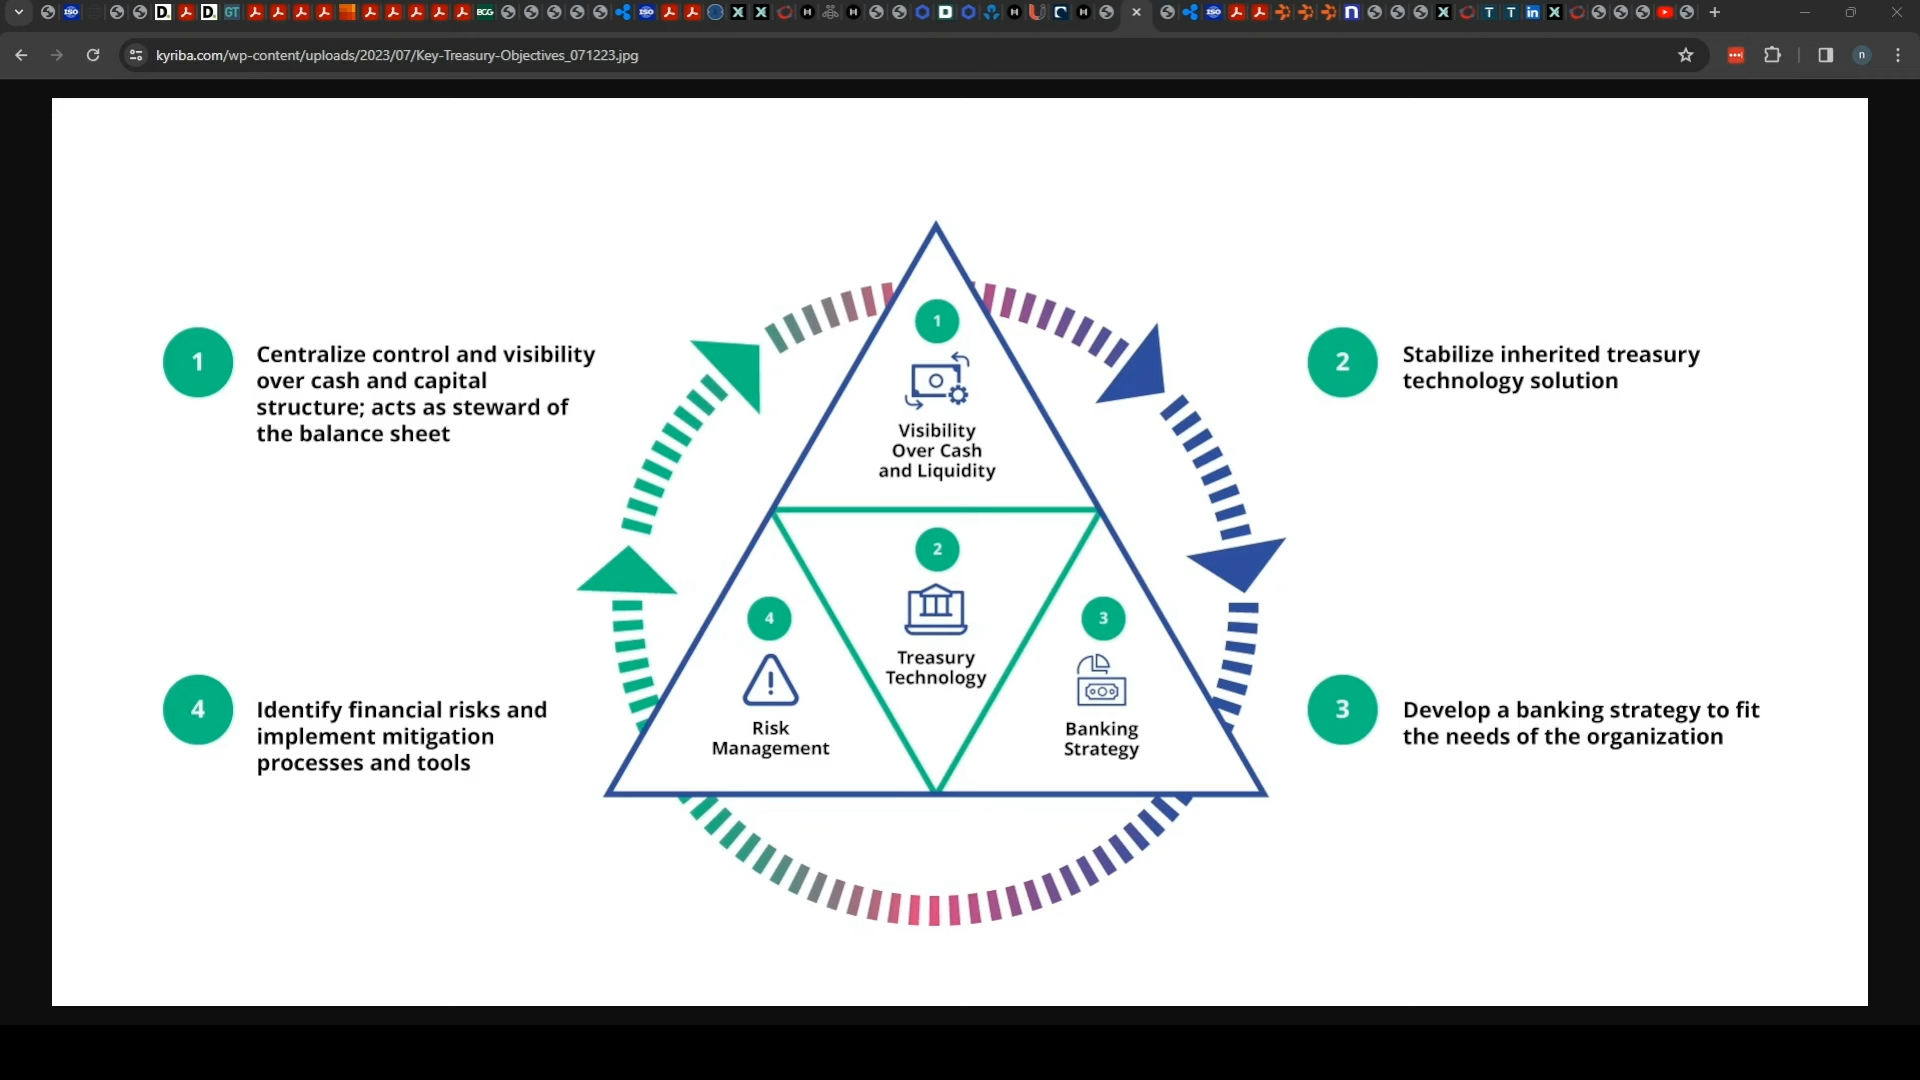 kyriba.com/wp-content/uploads/2023/07/Key-Treasury-Objectives_071223.jpg
1
Centralize control and visibility
over cash and capital
structure; acts as steward of
the balance sheet
2
Stabilize inherited treasury
technology solution
1
Visibility
Over Cash
and Liquidity
2
Treasury
Technology
4
Risk
Management
3
Banking
Strategy
4
Identify financial risks and
implement mitigation
processes and tools
3
Develop a banking strategy to fit
the needs of the organization